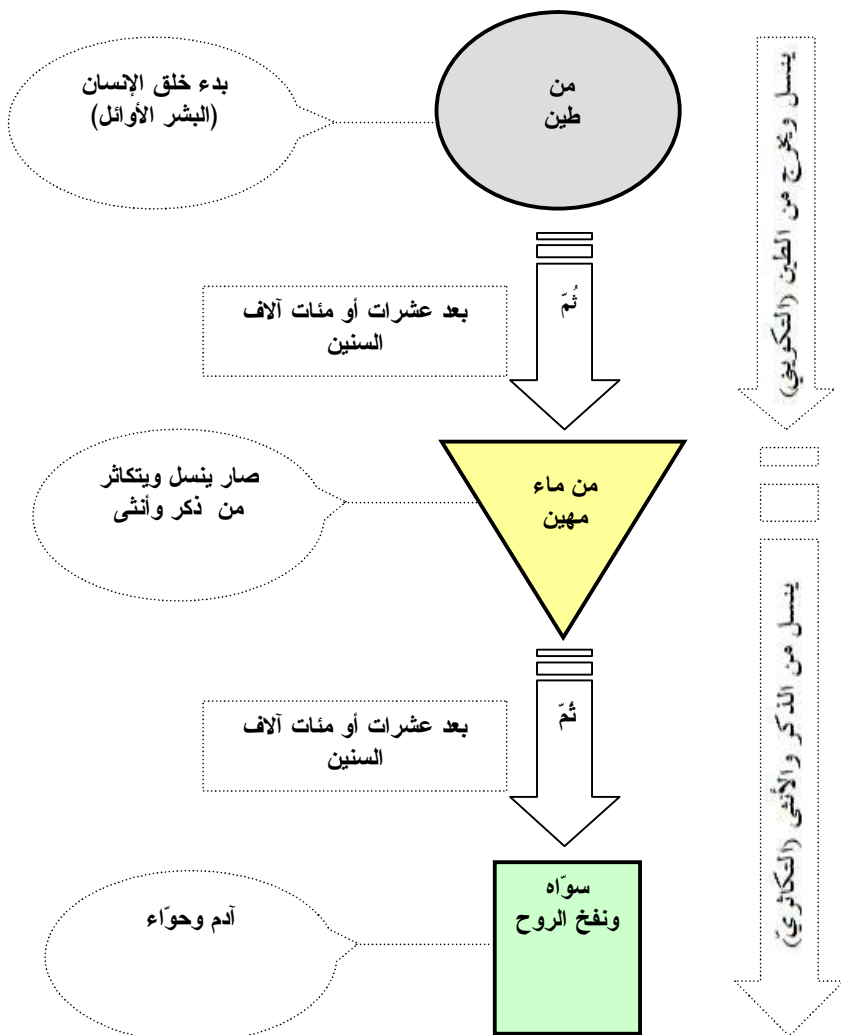 بدء خلق الإنسان
(البشر الأوائل)
من
طين
ينسل ويخرج من الطين (التكويني)
ثُمّ
بعد عشرات أو مئات آلاف
السنين
صار ينسل ويتكاثر
من ذكر وأنثى
من ماء
مهين
ينسل من الذكر والأنثى (التكاثريّ)
ثُمّ
بعد عشرات أو مئات آلاف
السنين
آدم وحوّاء
سوّاه
ونفخ الروح